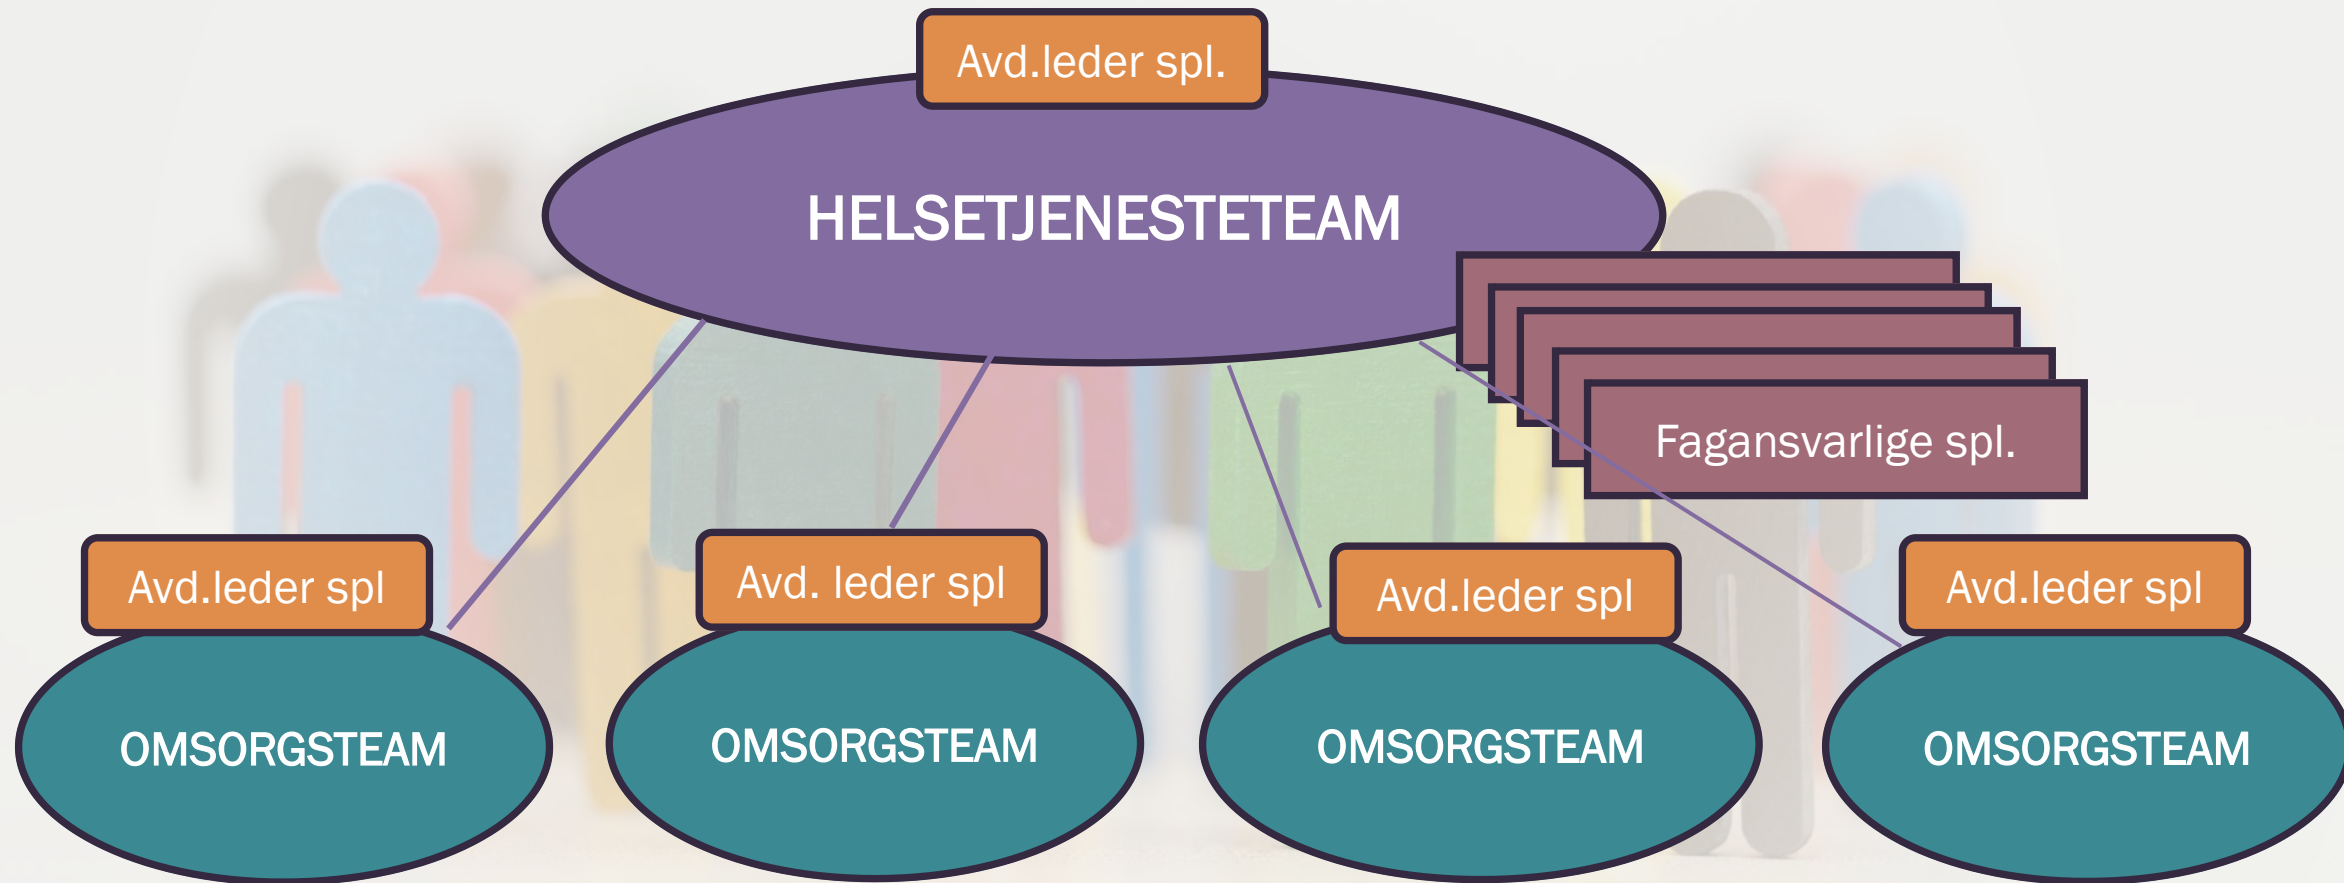 Avd.leder spl.
HELSETJENESTETEAM
Fagansvarlige spl.
Avd.leder spl
Avd. leder spl
Avd.leder spl
Avd.leder spl
OMSORGSTEAM
OMSORGSTEAM
OMSORGSTEAM
OMSORGSTEAM